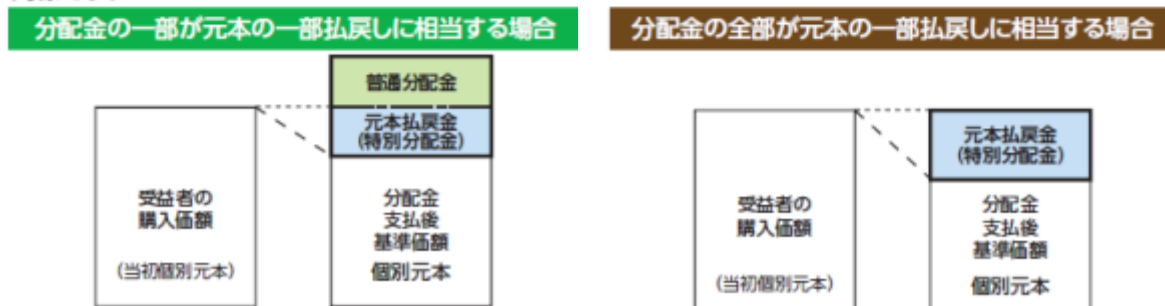 分配金の一部が元本の一部払戻しに相当する場合
普通分配金
元本払戻金
(特別分配金)
受益者の
購入価額
(当初個別元本)
分配金
支払後
基準価額
個別元本
分配金の全部が元本の一部払戻しに相当する場合
元本払戻金
(特別分配金)
受益者の
購入価額
(当初個別元本)
分配金
支払後
基準価額
個別元本